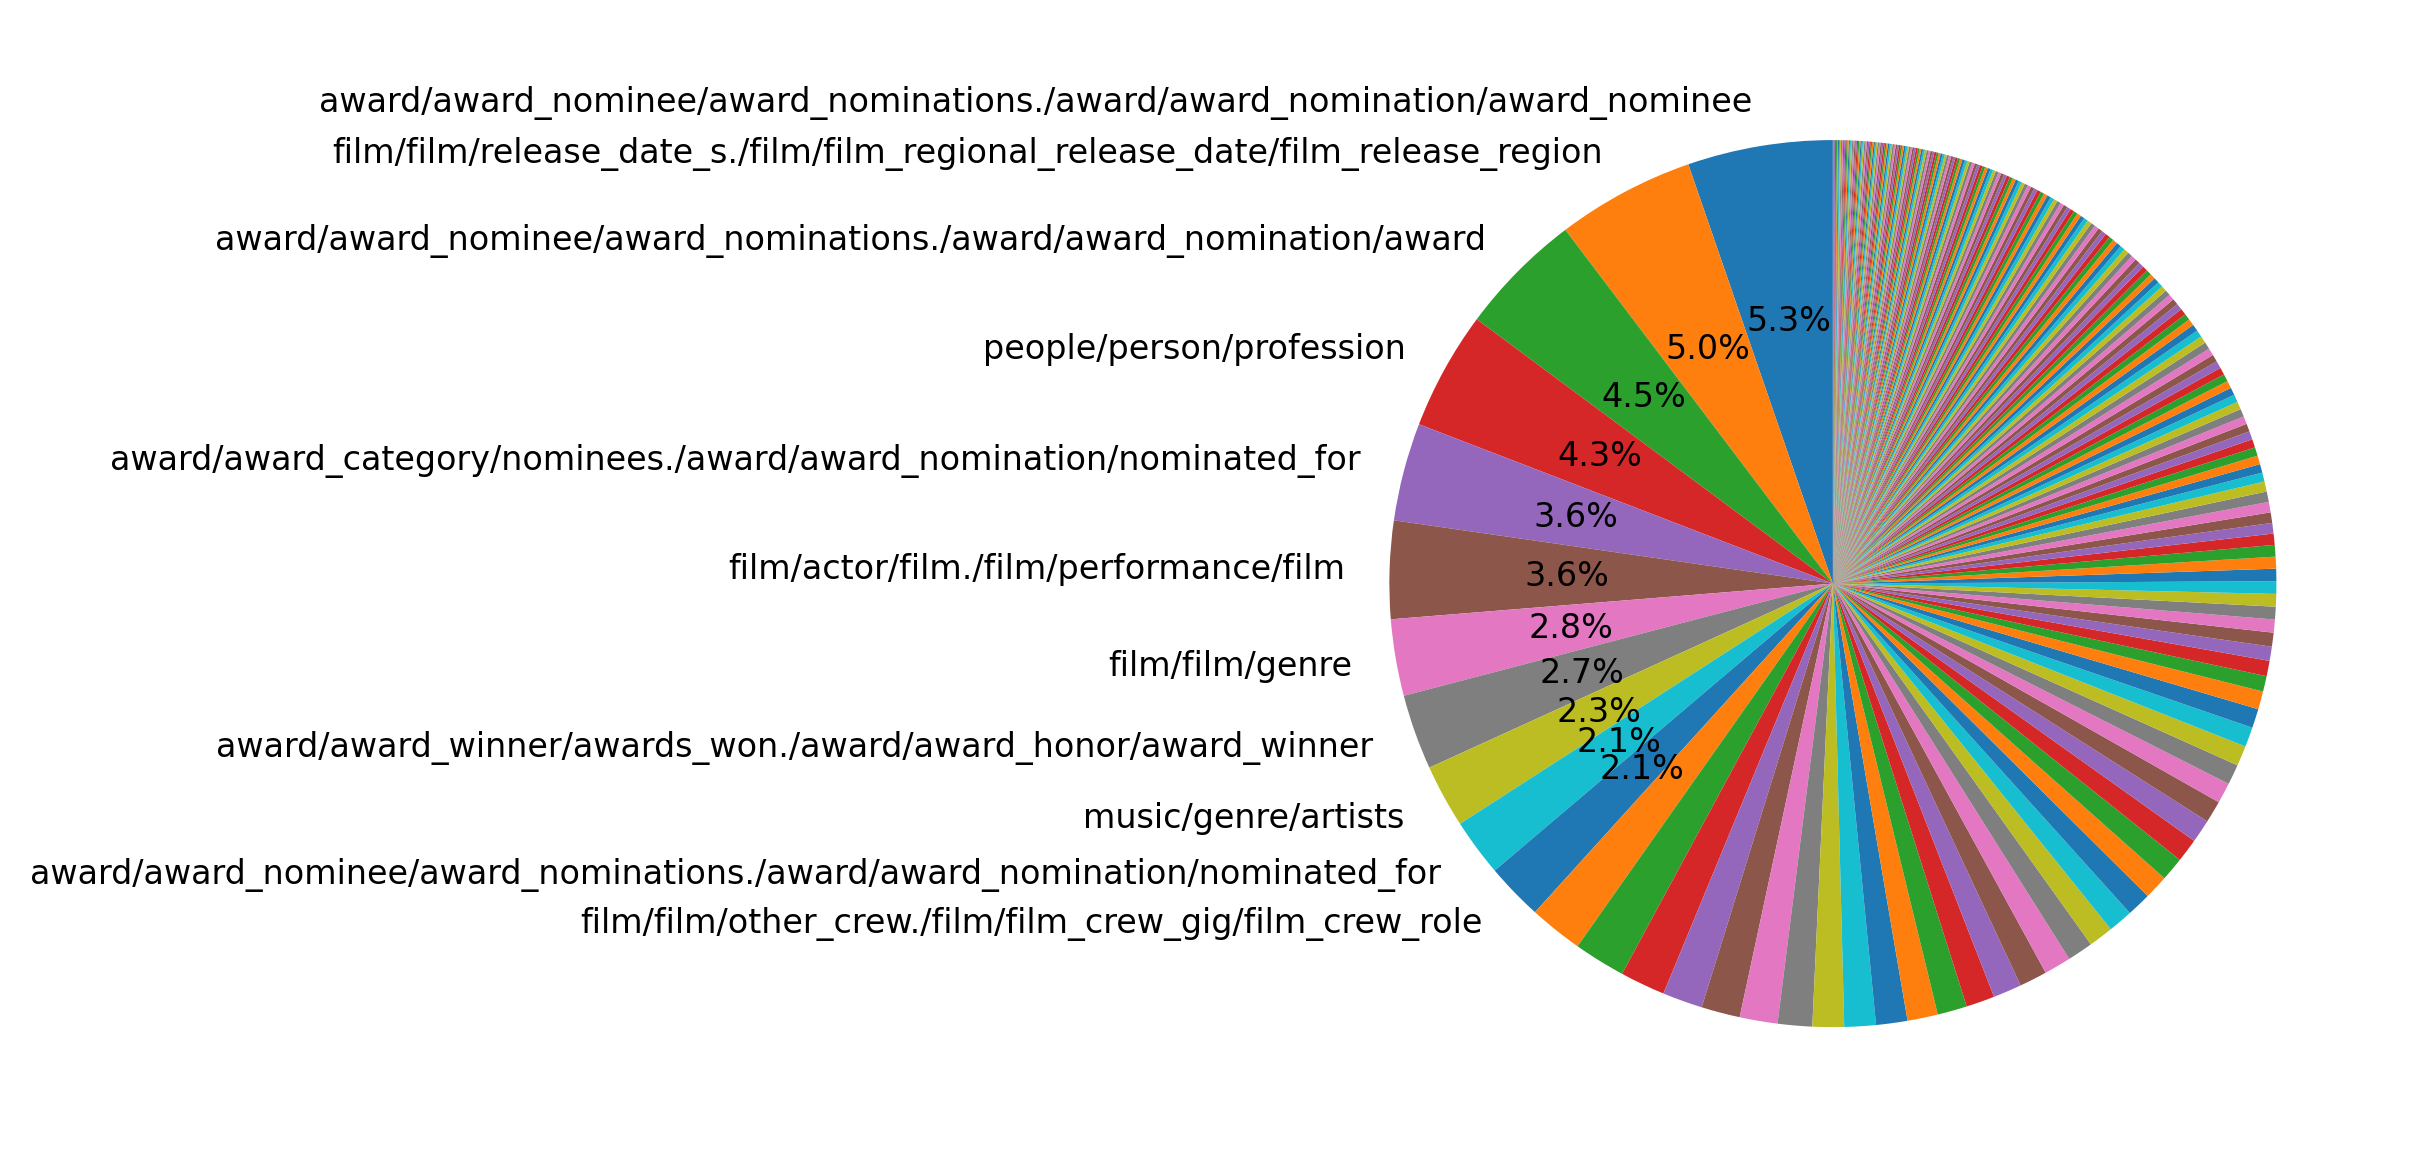 award/award_nominee/award_nominations./award/award_nomination/award_nominee
film/film/release_date_s./film/film_regional_release_date/film_release_region
award/award_nominee/award_nominations./award/award_nomination/award
people/person/profession
award/award_category/nominees./award/award_nomination/nominated_for
film/actor/film./film/performance/film
film/film/genre
award/award_winner/awards_won./award/award_honor/award_winner
music/genre/artists
award/award_nominee/award_nominations./award/award_nomination/nominated_for
film/film/other_crew./film/film_crew_gig/film_crew_role
5.3%
5.0%
4.5%
4.3%
3.6%
3.6%
2.8%
2.7%
2.3%
2.1%
2.1%